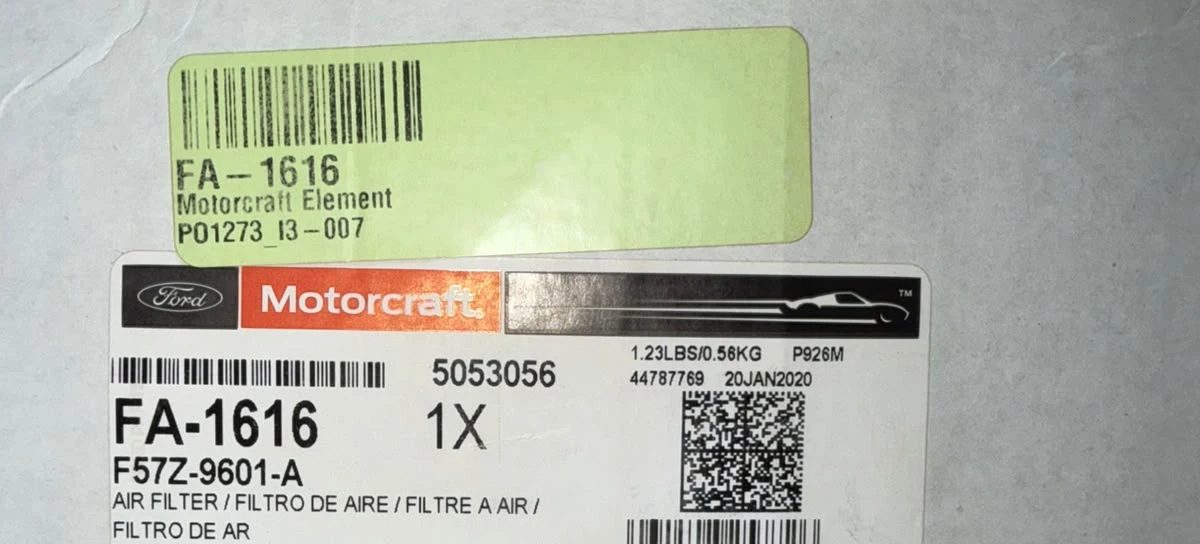 FA-1616
Motorcraft Element
PO1273_I3-007
Ford Motorcraft. TM
5053056
1.23LBS/0.56KG P926M
44787769 20JAN2020
FA-1616 1X
F57Z-9601-A
AIR FILTER / FILTRO DE AIRE / FILTRE A AIR /
FILTRO DE AR